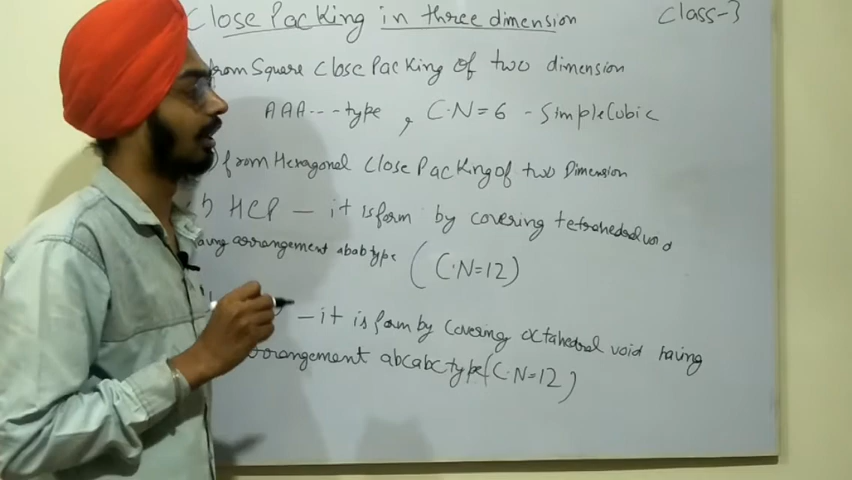 Close Packing in three dimension Class-3
from Square Close Packing of two dimension
AAA--- type , C.N=6 - Simple Cubic
from Hexagonal Close Packing of two Dimension
HCP - it is form by covering tetrahedral void
having arrangement abab type (C.N=12)
- it is form by covering octahedral void having
arrangement abcabc type (C.N=12)